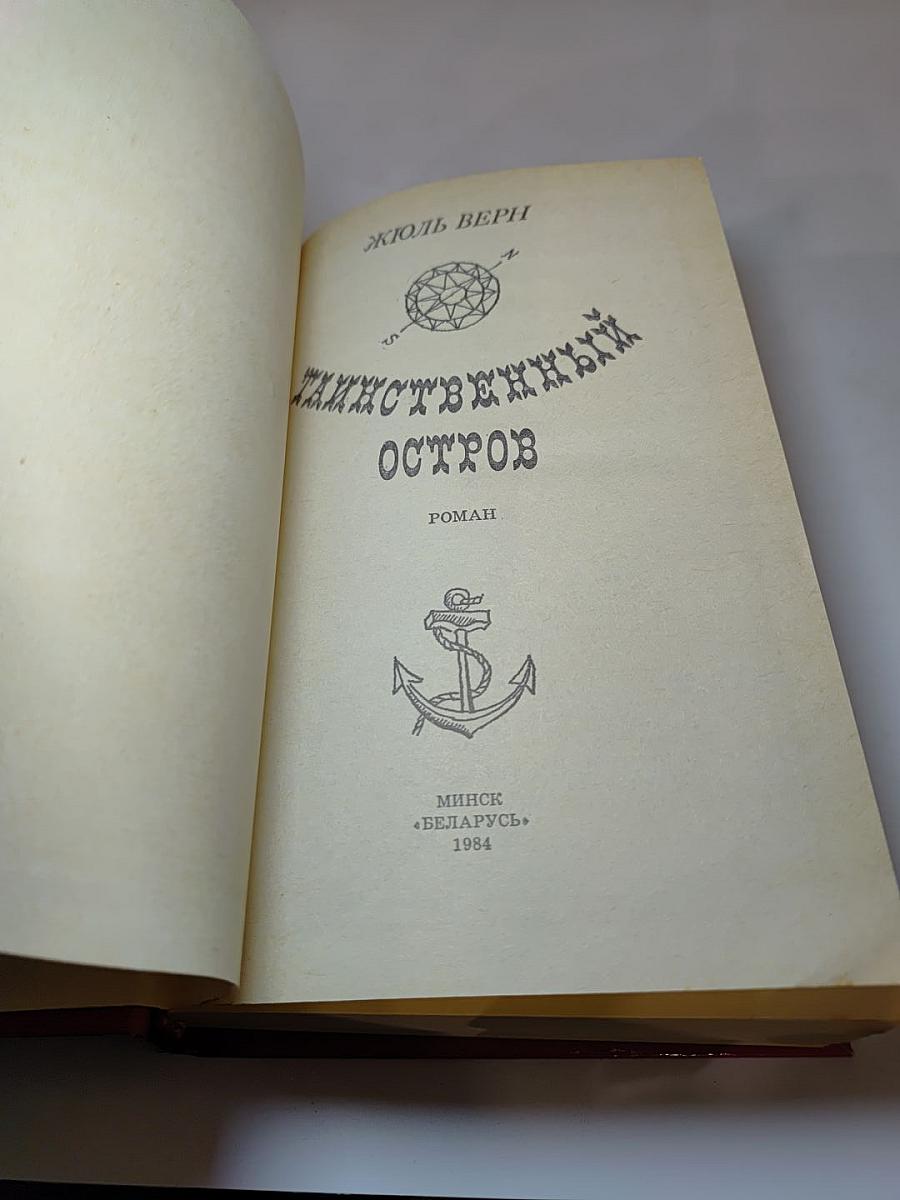 ЖЮЛЬ ВЕРН
N
S
ТАИНСТВЕННЫЙ
ОСТРОВ
РОМАН
МИНСК
«БЕЛАРУСЬ»
1984